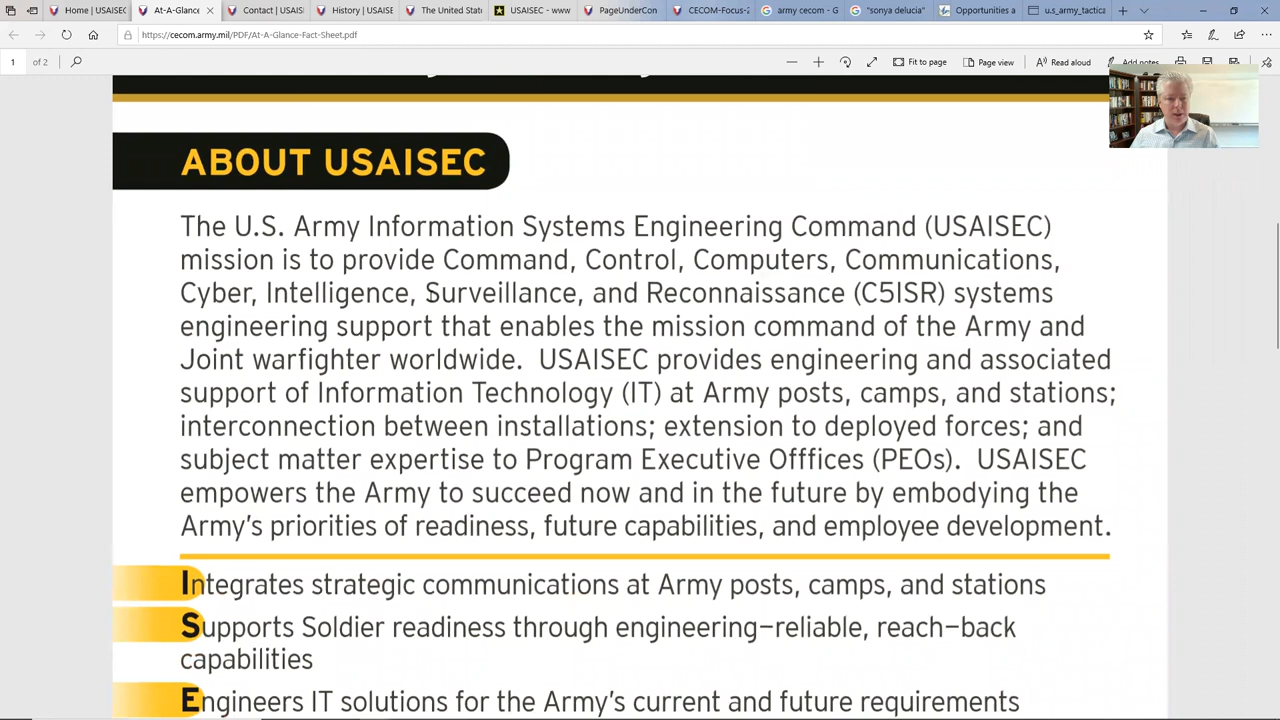 Home | USAISEC
At-A-Glance-
Contact | USAIS
History | USAISE
The United State
USAISEC - www
PageUnderCon
CECOM-Focus-2
army cecom - G
"sonya delucia"
Opportunities a
u.s_army_tactica
https://cecom.army.mil/PDF/At-A-Glance-Fact-Sheet.pdf
1 of 2
Fit to page
Page view
Read aloud
Add notes
ABOUT USAISEC
The U.S. Army Information Systems Engineering Command (USAISEC)
mission is to provide Command, Control, Computers, Communications,
Cyber, Intelligence, Surveillance, and Reconnaissance (C5ISR) systems
engineering support that enables the mission command of the Army and
Joint warfighter worldwide. USAISEC provides engineering and associated
support of Information Technology (IT) at Army posts, camps, and stations;
interconnection between installations; extension to deployed forces; and
subject matter expertise to Program Executive Offfices (PEOs). USAISEC
empowers the Army to succeed now and in the future by embodying the
Army's priorities of readiness, future capabilities, and employee development.
Integrates strategic communications at Army posts, camps, and stations
Supports Soldier readiness through engineering—reliable, reach—back
capabilities
Engineers IT solutions for the Army's current and future requirements